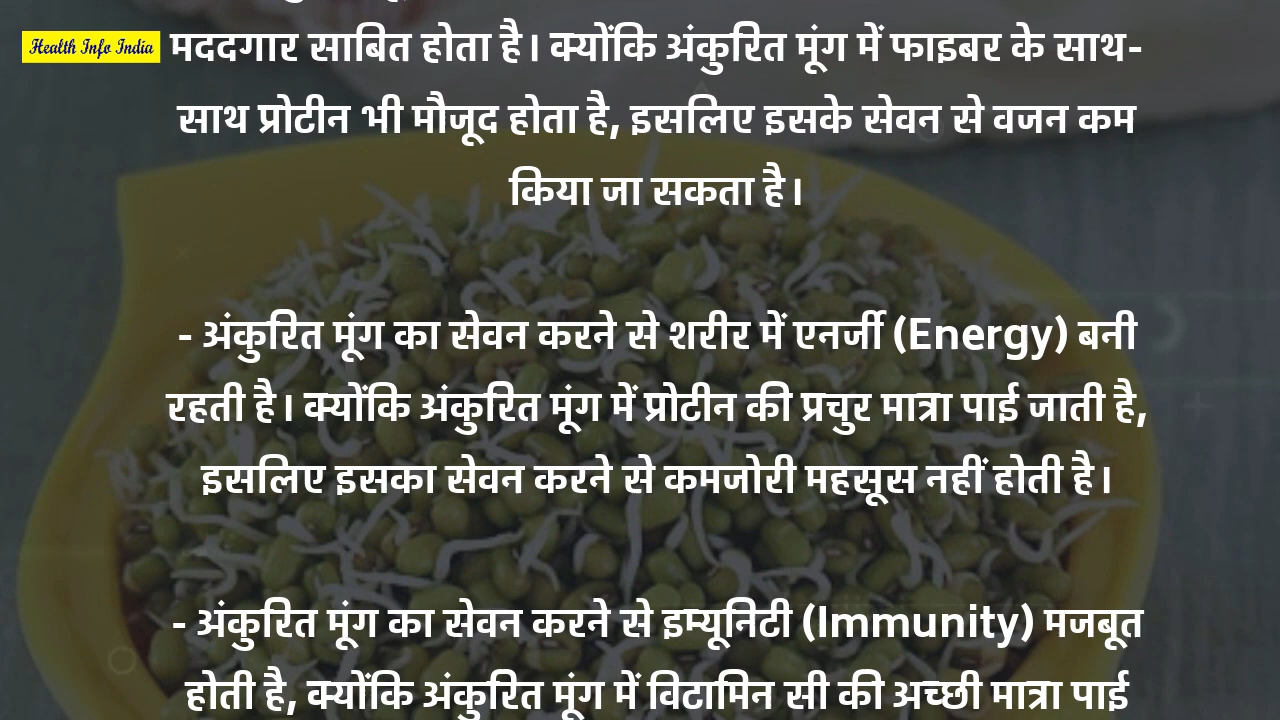 Health Info India
मददगार साबित होता है। क्योंकि अंकुरित मूंग में फाइबर के साथ-
साथ प्रोटीन भी मौजूद होता है, इसलिए इसके सेवन से वजन कम
किया जा सकता है।
- अंकुरित मूंग का सेवन करने से शरीर में एनर्जी (Energy) बनी
रहती है। क्योंकि अंकुरित मूंग में प्रोटीन की प्रचुर मात्रा पाई जाती है,
इसलिए इसका सेवन करने से कमजोरी महसूस नहीं होती है।
- अंकुरित मूंग का सेवन करने से इम्यूनिटी (Immunity) मजबूत
होती है, क्योंकि अंकुरित मूंग में विटामिन सी की अच्छी मात्रा पाई